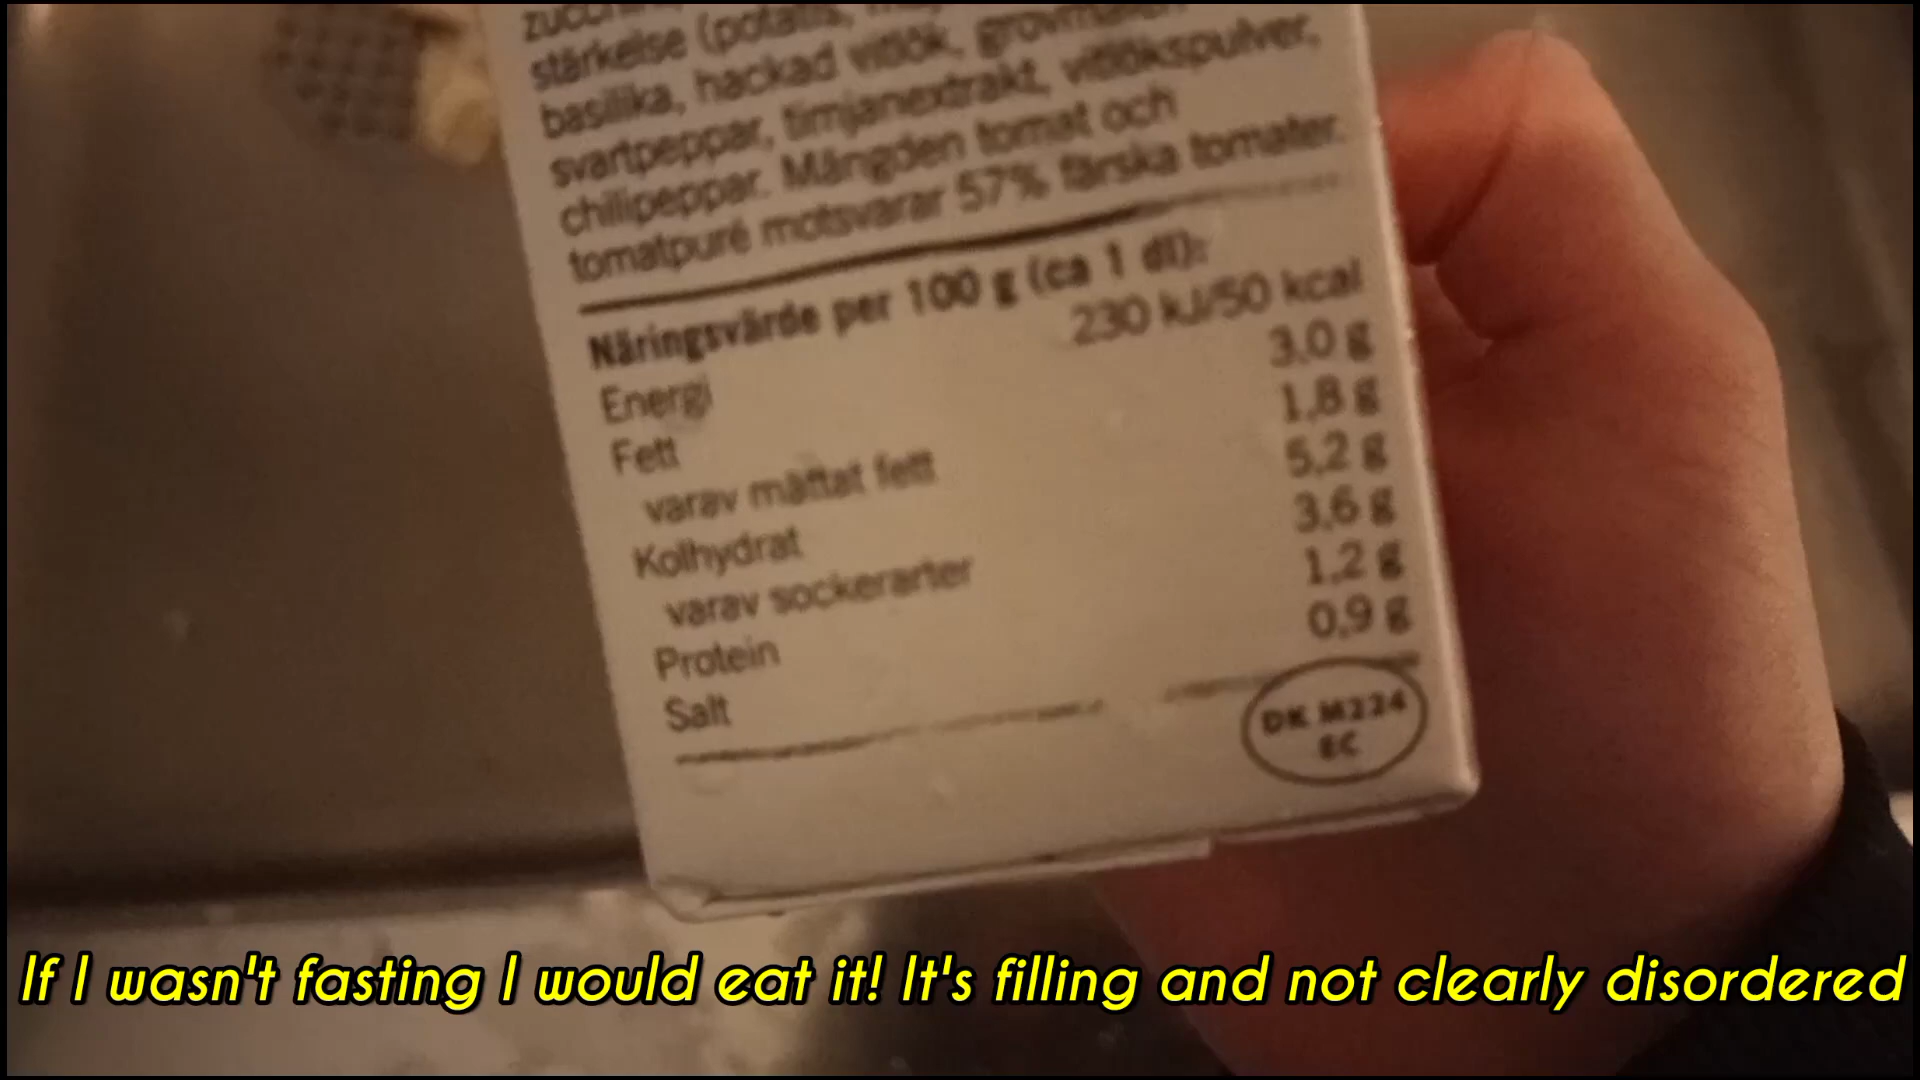 stärkelse (potatis,
basilika, hackad vitlök, grovmalen
svartpeppar, timjanextrakt, vitlökspulver,
chilipeppar. Mängden tomat och
tomatpuré motsvarar 57% färska tomater.
Näringsvärde per 100 g (ca 1 dl):
Energi 230 kJ/50 kcal
Fett 3,0 g
varav mättat fett 1,8 g
Kolhydrat 5,2 g
varav sockerarter 3,6 g
Protein 1,2 g
Salt 0,9 g
DK M224
EC
If I wasn't fasting I would eat it! It's filling and not clearly disordered